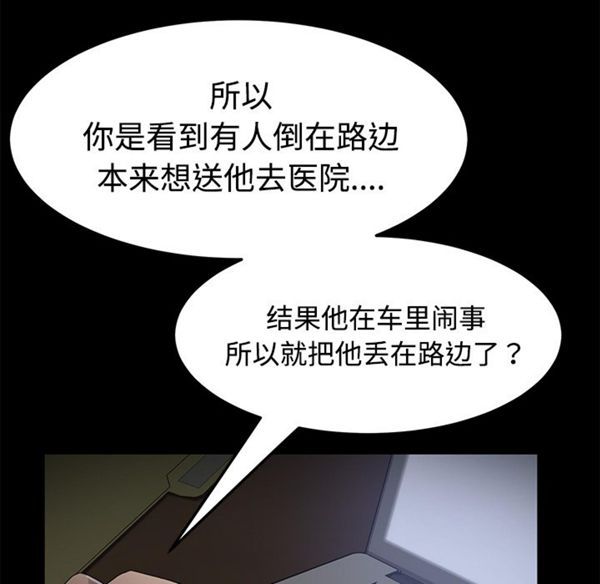 所以
你是看到有人倒在路边
本来想送他去医院....
结果他在车里闹事
所以就把他丢在路边了？